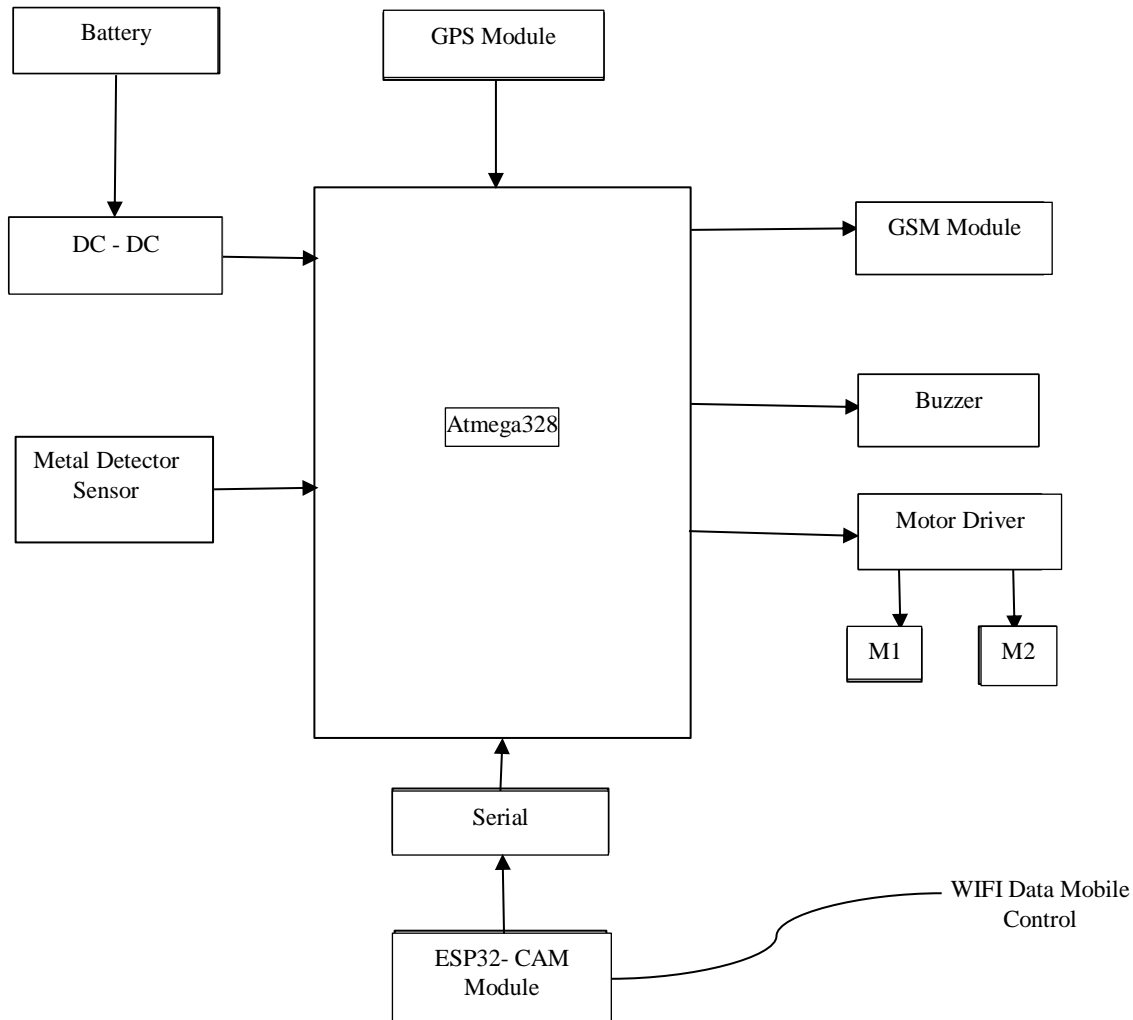 Battery
GPS Module
DC - DC
GSM Module
Atmega328
Buzzer
Metal Detector
Sensor
Motor Driver
M1
M2
Serial
WIFI Data Mobile
Control
ESP32- CAM
Module